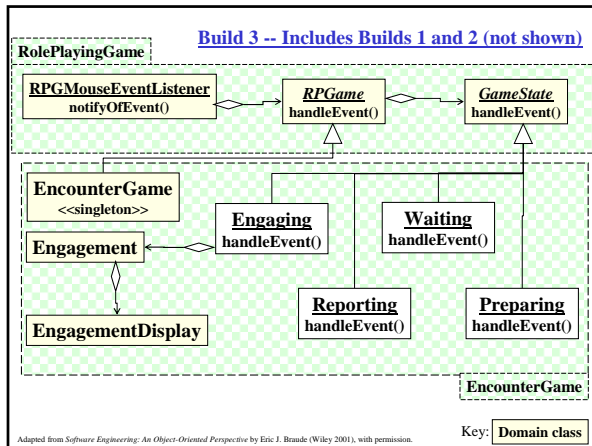 Build 3 -- Includes Builds 1 and 2 (not shown)
RolePlayingGame
RPGMouseEventListener
notifyOfEvent()
RPGame
handleEvent()
GameState
handleEvent()
EncounterGame
<<singleton>>
Engaging
handleEvent()
Waiting
handleEvent()
Engagement
Reporting
handleEvent()
Preparing
handleEvent()
EngagementDisplay
EncounterGame
Key: Domain class
Adapted from Software Engineering: An Object-Oriented Perspective by Eric J. Braude (Wiley 2001), with permission.